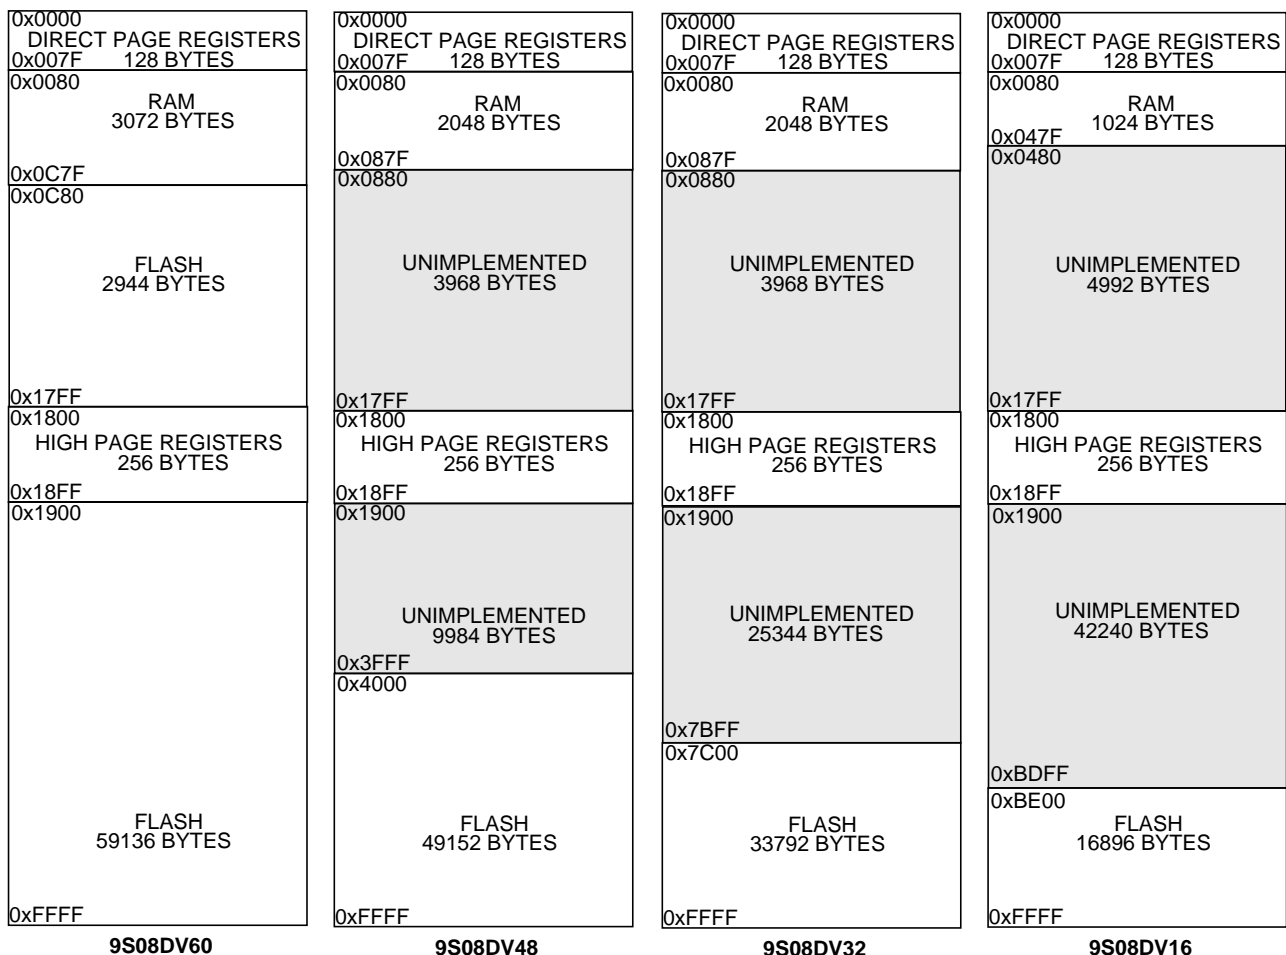 0x0000
DIRECT PAGE REGISTERS
0x007F 128 BYTES
0x0080
RAM
3072 BYTES
0x0C7F
0x0C80
FLASH
2944 BYTES
0x17FF
0x1800
HIGH PAGE REGISTERS
256 BYTES
0x18FF
0x1900
FLASH
59136 BYTES
0xFFFF
9S08DV60
0x0000
DIRECT PAGE REGISTERS
0x007F 128 BYTES
0x0080
RAM
2048 BYTES
0x087F
0x0880
UNIMPLEMENTED
3968 BYTES
0x17FF
0x1800
HIGH PAGE REGISTERS
256 BYTES
0x18FF
0x1900
UNIMPLEMENTED
9984 BYTES
0x3FFF
0x4000
FLASH
49152 BYTES
0xFFFF
9S08DV48
0x0000
DIRECT PAGE REGISTERS
0x007F 128 BYTES
0x0080
RAM
2048 BYTES
0x087F
0x0880
UNIMPLEMENTED
3968 BYTES
0x17FF
0x1800
HIGH PAGE REGISTERS
256 BYTES
0x18FF
0x1900
UNIMPLEMENTED
25344 BYTES
0x7BFF
0x7C00
FLASH
33792 BYTES
0xFFFF
9S08DV32
0x0000
DIRECT PAGE REGISTERS
0x007F 128 BYTES
0x0080
RAM
1024 BYTES
0x047F
0x0480
UNIMPLEMENTED
4992 BYTES
0x17FF
0x1800
HIGH PAGE REGISTERS
256 BYTES
0x18FF
0x1900
UNIMPLEMENTED
42240 BYTES
0xBDFF
0xBE00
FLASH
16896 BYTES
0xFFFF
9S08DV16